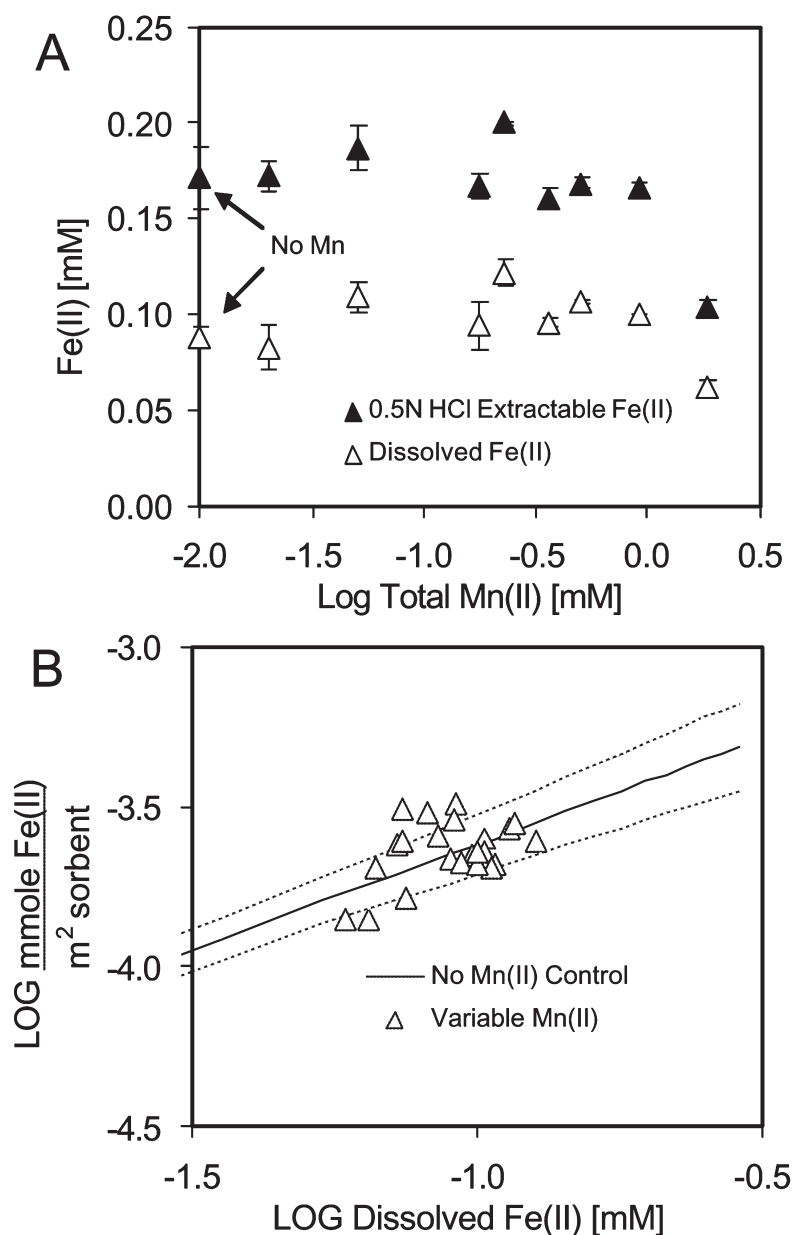 A
0.25
0.20
0.15
0.10
0.05
0.00
Fe(II) [mM]
No Mn
0.5N HCl Extractable Fe(II)
Dissolved Fe(II)
-2.0 -1.5 -1.0 -0.5 0.0 0.5
Log Total Mn(II) [mM]
B
-3.0
-3.5
-4.0
-4.5
LOG mmole Fe(II)
m² sorbent
No Mn(II) Control
Variable Mn(II)
-1.5 -1.0 -0.5
LOG Dissolved Fe(II) [mM]